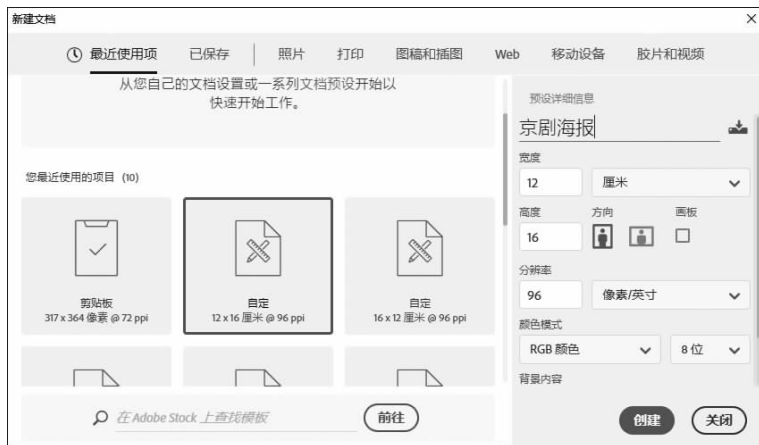 新建文档
最近使用项 已保存 照片 打印 图稿和插图 Web 移动设备 胶片和视频
从您自己的文档设置或一系列文档预设开始以
快速开始工作。
您最近使用的项目 (10)
剪贴板
317 x 364 像素 @ 72 ppi
自定
12 x 16 厘米 @ 96 ppi
自定
16 x 12 厘米 @ 96 ppi
在 Adobe Stock 上查找模板 前往
预设详细信息
京剧海报
宽度
12 厘米
高度 方向 画板
16
分辨率
96 像素/英寸
颜色模式
RGB 颜色 8 位
背景内容
创建 关闭